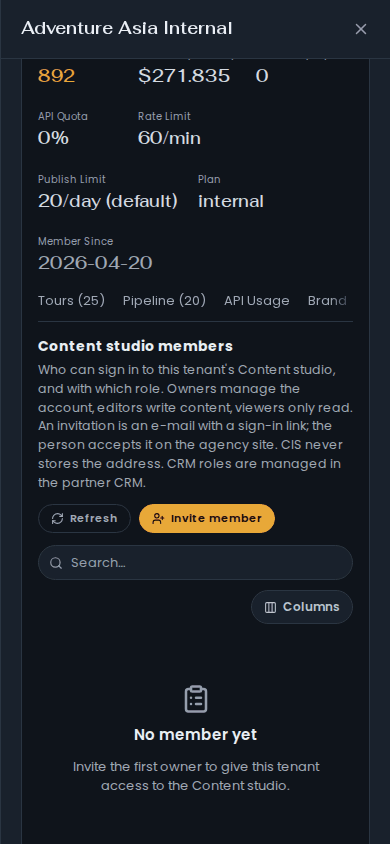 Adventure Asia Internal
892
$271.835
0
API Quota
Rate Limit
0%
60/min
Publish Limit
Plan
20/day (default)
internal
Member Since
2026-04-20
Tours (25)
Pipeline (20)
API Usage
Brand
Content studio members
Who can sign in to this tenant's Content studio,
and with which role. Owners manage the
account, editors write content, viewers only read.
An invitation is an e-mail with a sign-in link; the
person accepts it on the agency site. CIS never
stores the address. CRM roles are managed in
the partner CRM.
Refresh
Invite member
Search...
Columns
No member yet
Invite the first owner to give this tenant
access to the Content studio.